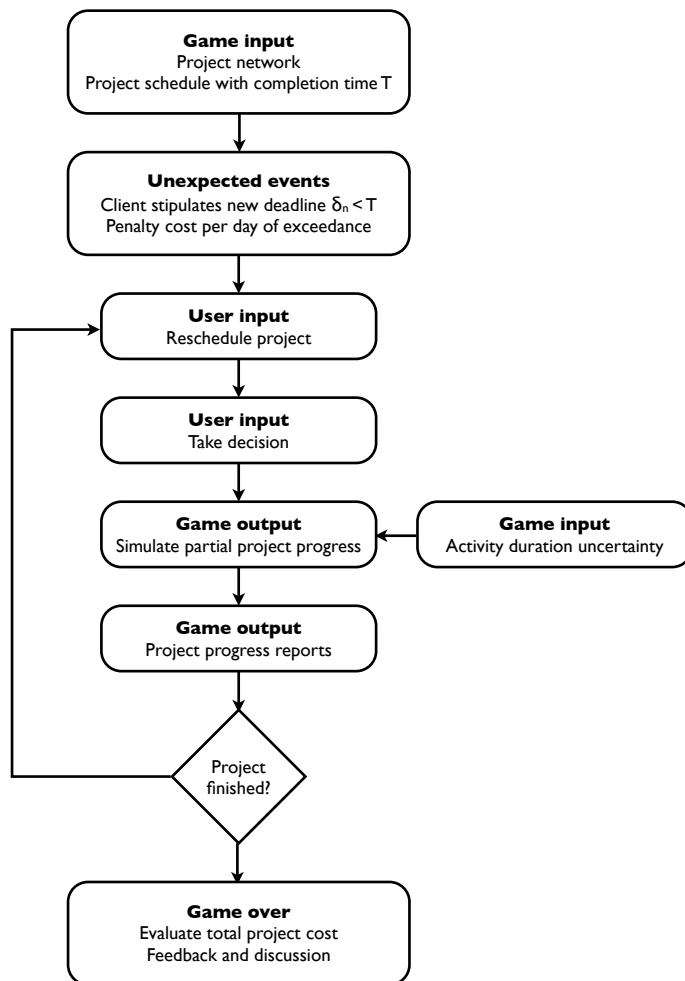 Game input
Project network
Project schedule with completion time T
Unexpected events
Client stipulates new deadline δₙ < T
Penalty cost per day of exceedance
User input
Reschedule project
User input
Take decision
Game output
Simulate partial project progress
Game input
Activity duration uncertainty
Game output
Project progress reports
Project
finished?
Game over
Evaluate total project cost
Feedback and discussion